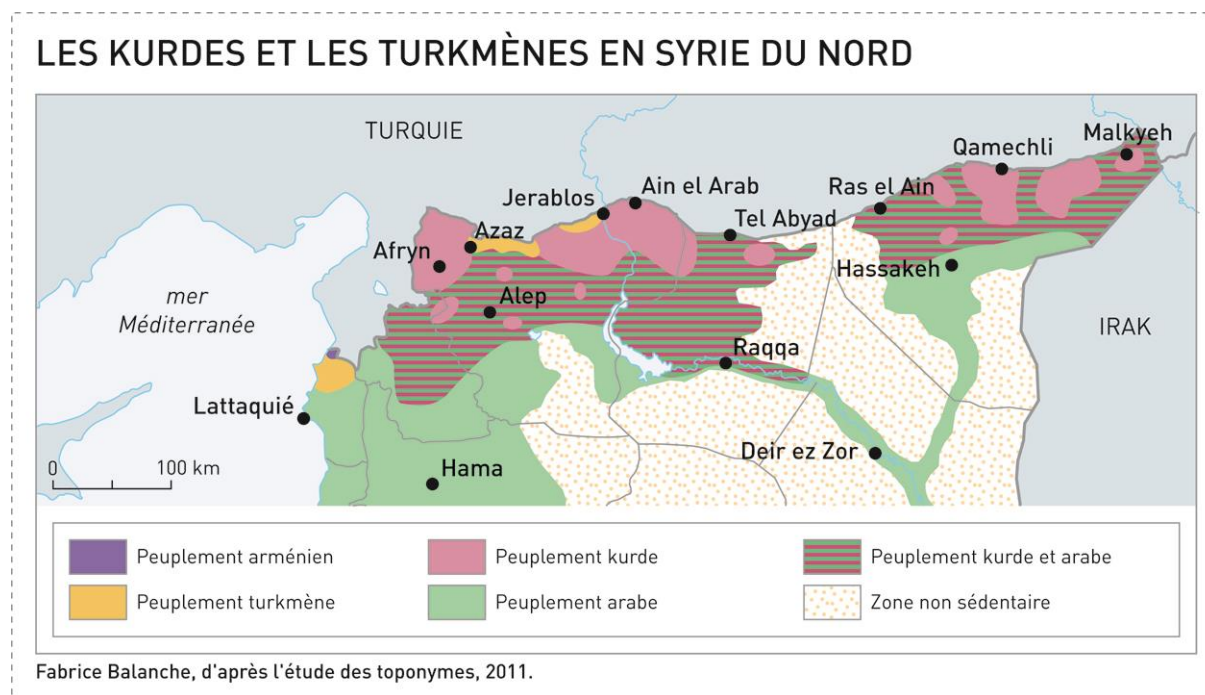 LES KURDES ET LES TURKMÈNES EN SYRIE DU NORD
TURQUIE
Malkyeh
Qamechli
Jerablos
Ain el Arab
Ras el Ain
Azaz
Tel Abyad
Afryn
Hassakeh
mer
Méditerranée
Alep
IRAK
Raqqa
Lattaquié
Deir ez Zor
0 100 km
Hama
Peuplement arménien
Peuplement kurde
Peuplement kurde et arabe
Peuplement turkmène
Peuplement arabe
Zone non sédentaire
Fabrice Balanche, d'après l'étude des toponymes, 2011.